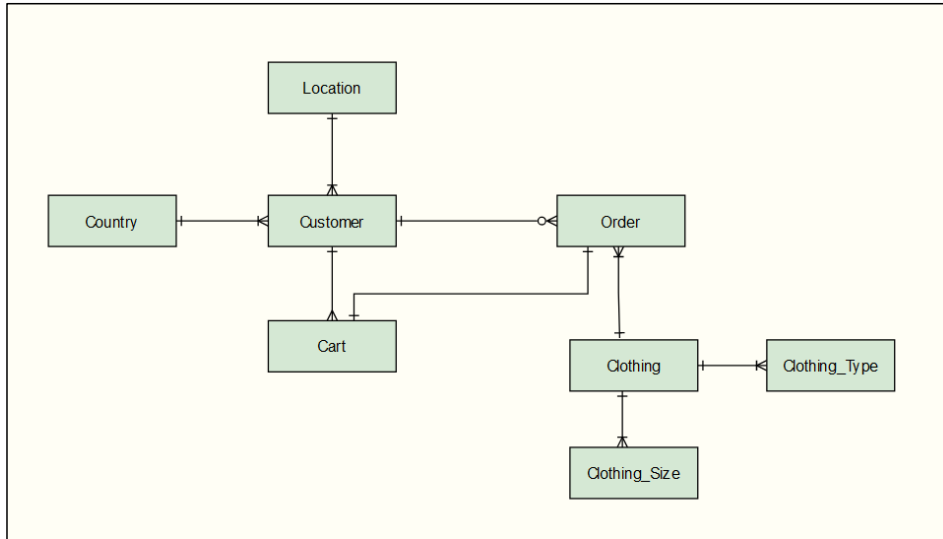 Location
Country
Customer
Order
Cart
Clothing
Clothing_Type
Clothing_Size